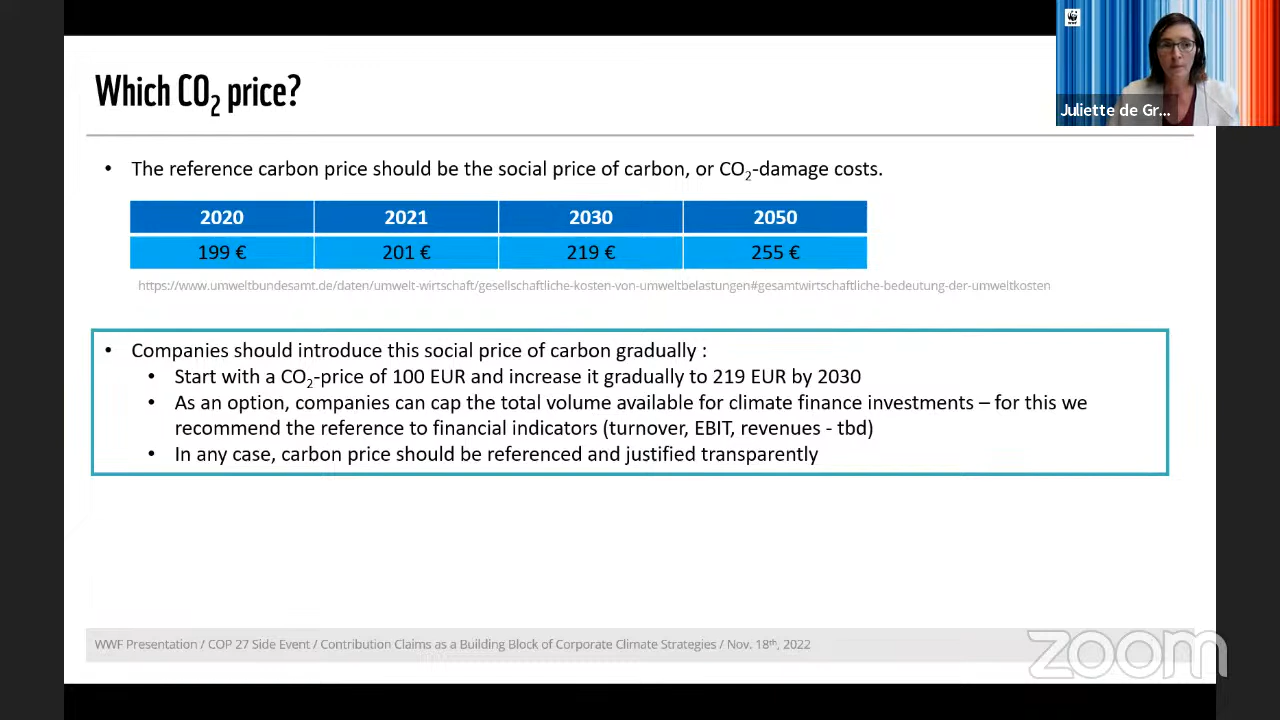 WWF
Juliette de Gr...
Which CO₂ price?
• The reference carbon price should be the social price of carbon, or CO₂-damage costs.
2020 2021 2030 2050
199 € 201 € 219 € 255 €
https://www.umweltbundesamt.de/daten/umwelt-wirtschaft/gesellschaftliche-kosten-von-umweltbelastungen#gesamtwirtschaftliche-bedeutung-der-umweltkosten
• Companies should introduce this social price of carbon gradually :
• Start with a CO₂-price of 100 EUR and increase it gradually to 219 EUR by 2030
• As an option, companies can cap the total volume available for climate finance investments – for this we
recommend the reference to financial indicators (turnover, EBIT, revenues - tbd)
• In any case, carbon price should be referenced and justified transparently
WWF Presentation / COP 27 Side Event / Contribution Claims as a Building Block of Corporate Climate Strategies / Nov. 18ᵗʰ, 2022
zoom